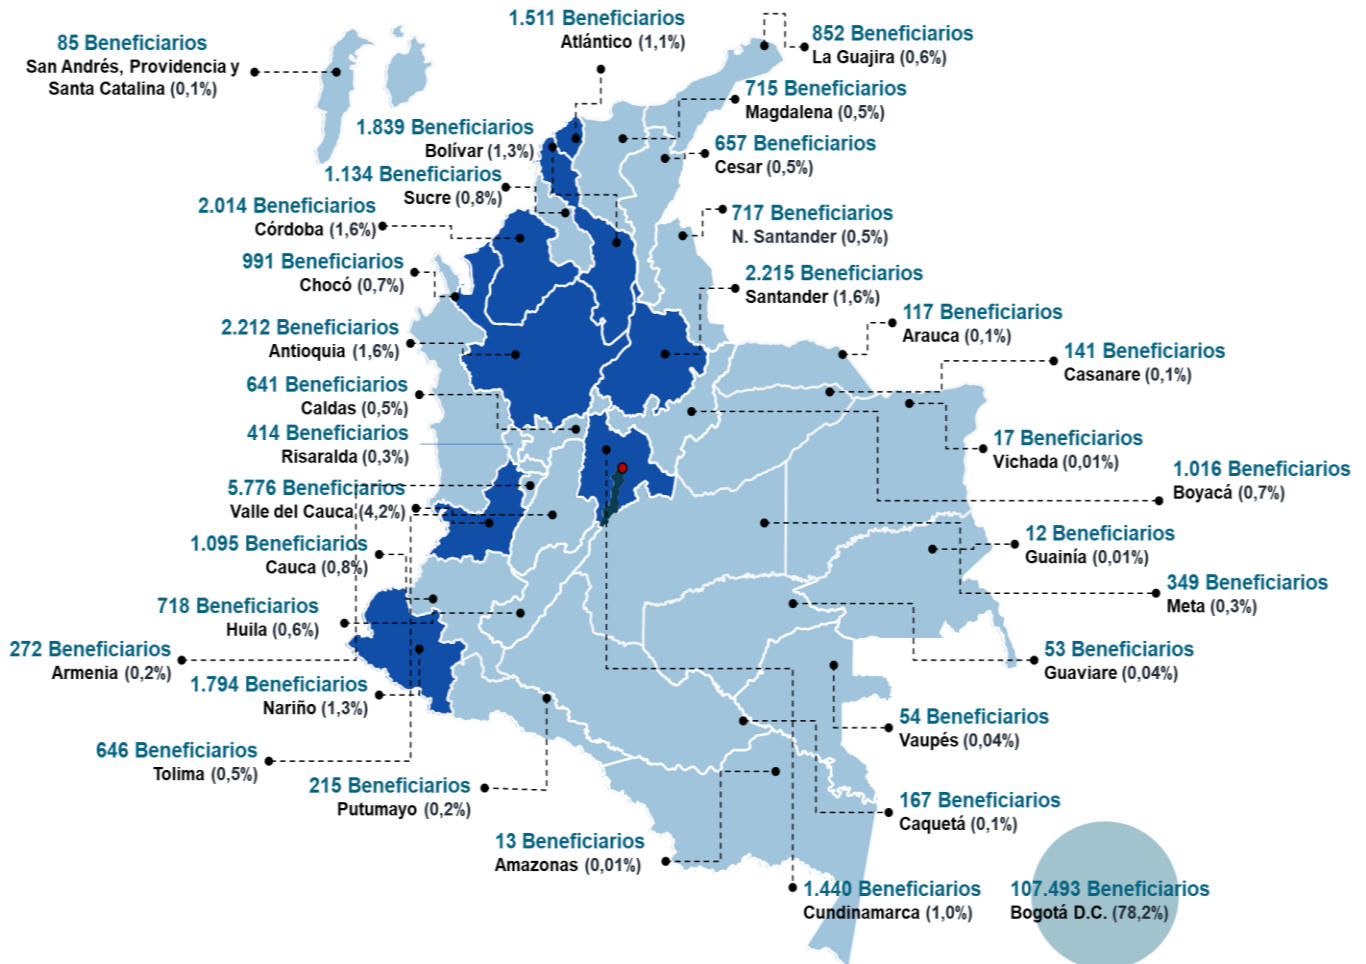 1.511 Beneficiarios
Atlántico (1,1%)
852 Beneficiarios
La Guajira (0,6%)
85 Beneficiarios
San Andrés, Providencia y
Santa Catalina (0,1%)
715 Beneficiarios
Magdalena (0,5%)
1.839 Beneficiarios
Bolívar (1,3%)
657 Beneficiarios
Cesar (0,5%)
1.134 Beneficiarios
Sucre (0,8%)
2.014 Beneficiarios
Córdoba (1,6%)
717 Beneficiarios
N. Santander (0,5%)
991 Beneficiarios
Chocó (0,7%)
2.215 Beneficiarios
Santander (1,6%)
2.212 Beneficiarios
Antioquia (1,6%)
117 Beneficiarios
Arauca (0,1%)
141 Beneficiarios
Casanare (0,1%)
641 Beneficiarios
Caldas (0,5%)
414 Beneficiarios
Risaralda (0,3%)
17 Beneficiarios
Vichada (0,01%)
1.016 Beneficiarios
Boyacá (0,7%)
5.776 Beneficiarios
Valle del Cauca (4,2%)
1.095 Beneficiarios
Cauca (0,8%)
12 Beneficiarios
Guainía (0,01%)
349 Beneficiarios
Meta (0,3%)
718 Beneficiarios
Huila (0,6%)
272 Beneficiarios
Armenia (0,2%)
53 Beneficiarios
Guaviare (0,04%)
1.794 Beneficiarios
Nariño (1,3%)
54 Beneficiarios
Vaupés (0,04%)
646 Beneficiarios
Tolima (0,5%)
215 Beneficiarios
Putumayo (0,2%)
167 Beneficiarios
Caquetá (0,1%)
13 Beneficiarios
Amazonas (0,01%)
1.440 Beneficiarios
Cundinamarca (1,0%)
107.493 Beneficiarios
Bogotá D.C. (78,2%)